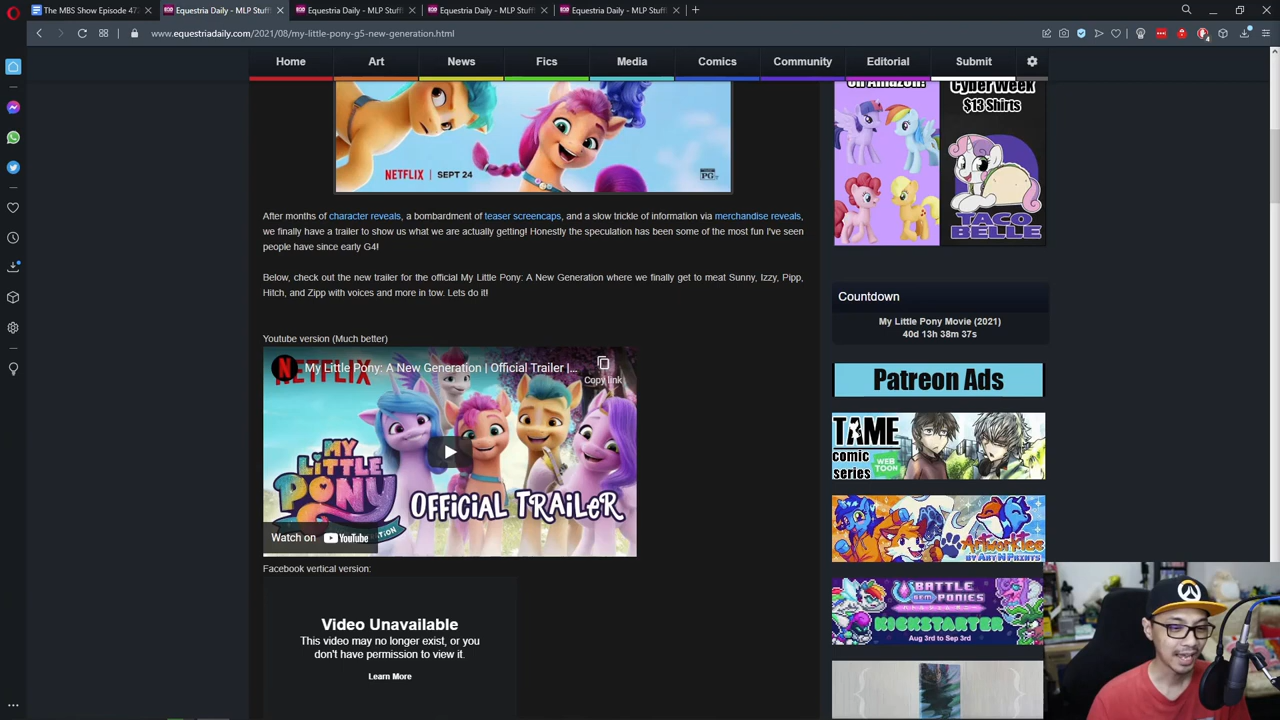 The MBS Show Episode 47
Equestria Daily - MLP Stuff!
Equestria Daily - MLP Stuff!
Equestria Daily - MLP Stuff!
Equestria Daily - MLP Stuff!
www.equestriadaily.com/2021/08/my-little-pony-g5-new-generation.html
Home
Art
News
Fics
Media
Comics
Community
Editorial
Submit
NETFLIX | SEPT 24
PG
on Amazon!
Cyber Week
$13 Shirts
TACO
BELLE
After months of character reveals, a bombardment of teaser screencaps, and a slow trickle of information via merchandise reveals,
we finally have a trailer to show us what we are actually getting! Honestly the speculation has been some of the most fun I've seen
people have since early G4!
Below, check out the new trailer for the official My Little Pony: A New Generation where we finally get to meat Sunny, Izzy, Pipp,
Hitch, and Zipp with voices and more in tow. Lets do it!
Youtube version (Much better)
NETFLIX
My Little Pony: A New Generation | Official Trailer |...
Copy link
MY
LITTLE
PONY
OFFICIAL TRAILER
Watch on YouTube
Facebook vertical version:
Video Unavailable
This video may no longer exist, or you
don't have permission to view it.
Learn More
Countdown
My Little Pony Movie (2021)
40d 13h 38m 37s
Patreon Ads
TAME
comic
series
WEB
TOON
Artworktee
BY ART N PRINTS
BATTLE
GEM PONIES
KICKSTARTER
Aug 3rd to Sep 3rd